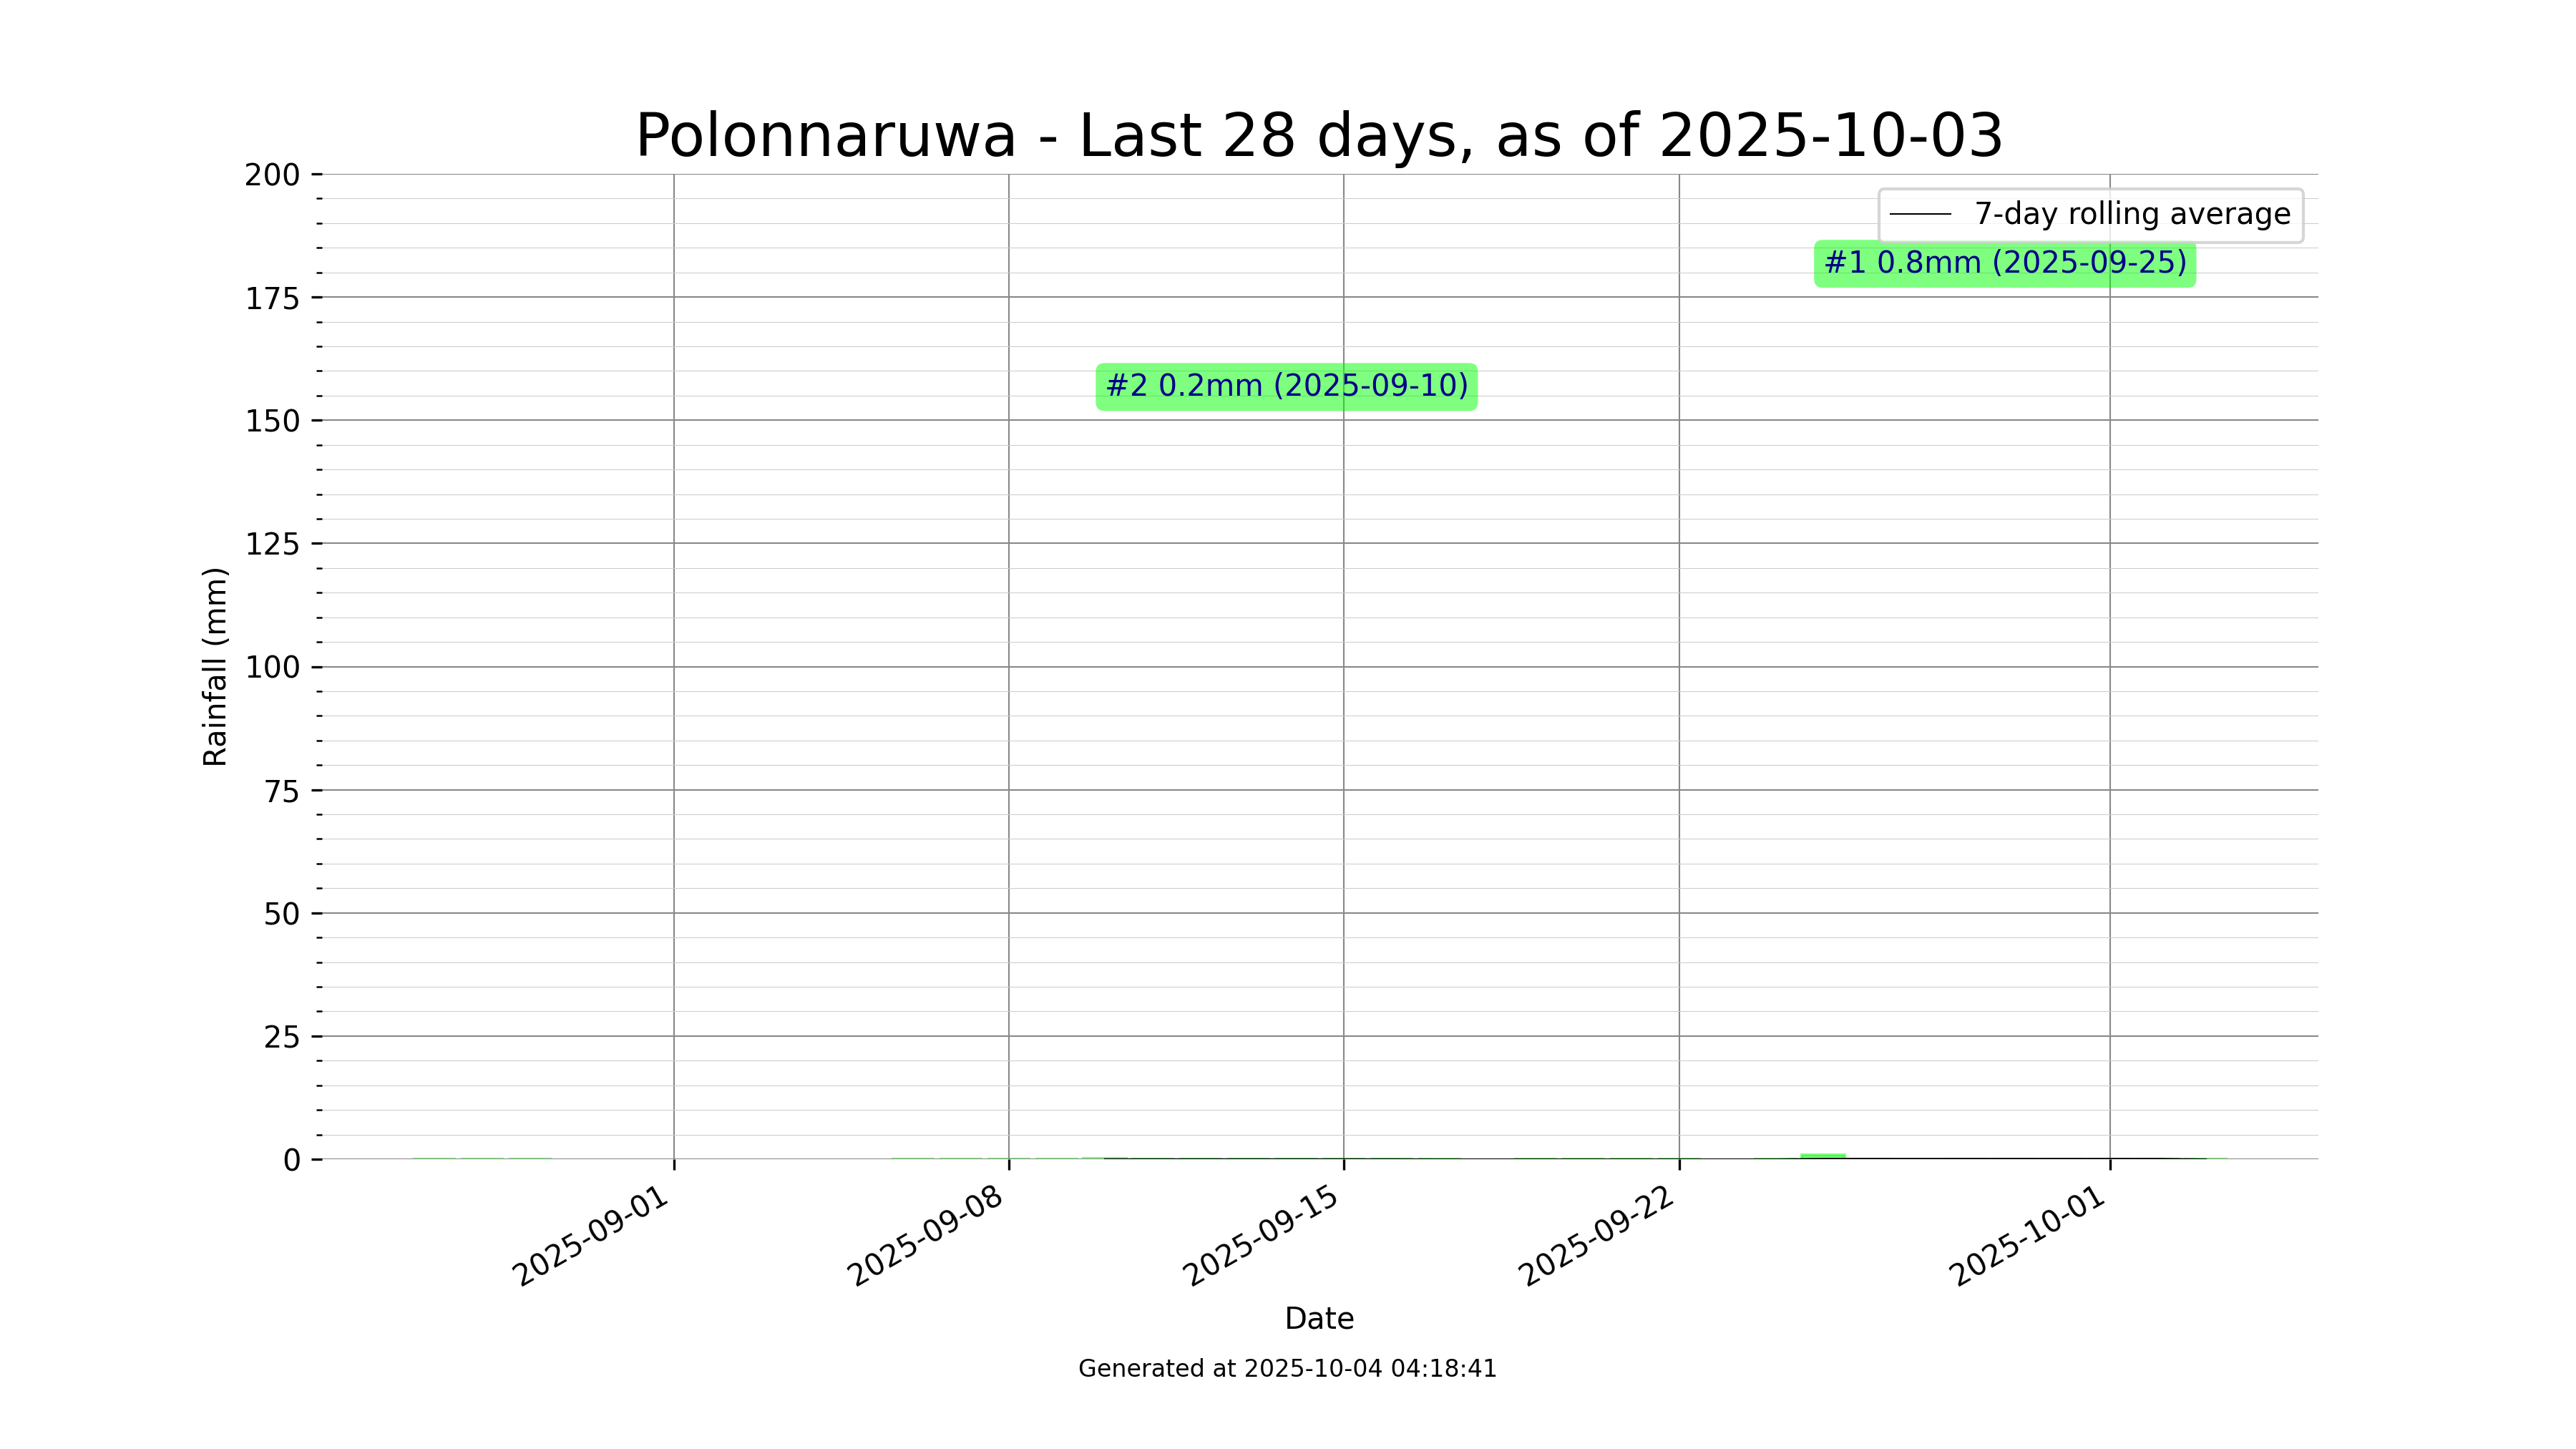 Polonnaruwa - Last 28 days, as of 2025-10-03
200
175
150
125
100
75
50
25
0
Rainfall (mm)
7-day rolling average
#1 0.8mm (2025-09-25)
#2 0.2mm (2025-09-10)
2025-09-01
2025-09-08
2025-09-15
2025-09-22
2025-10-01
Date
Generated at 2025-10-04 04:18:41